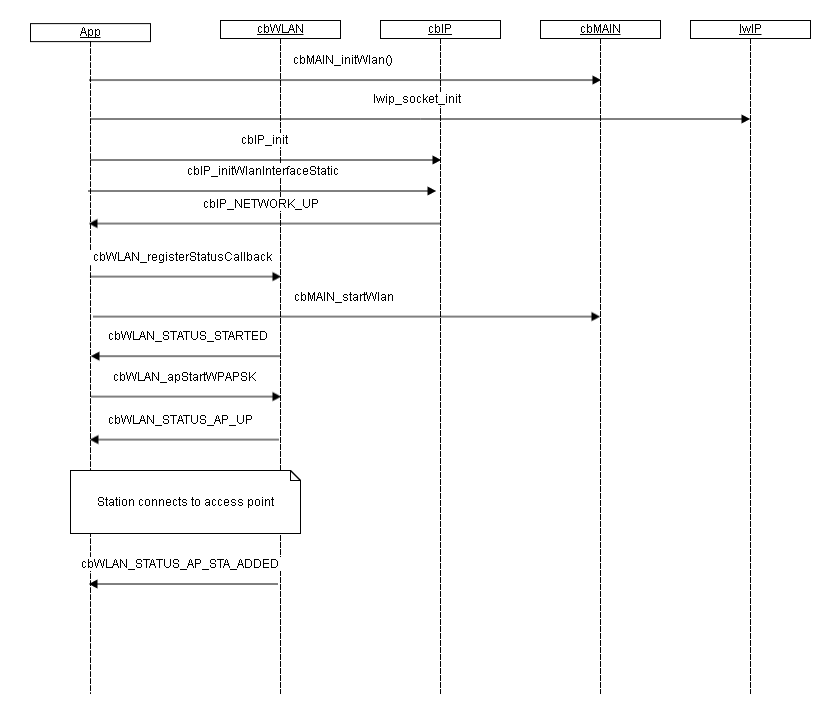 App
cbWLAN
cbIP
cbMAIN
lwIP
cbMAIN_initWlan()
lwip_socket_init
cbIP_init
cbIP_initWlanInterfaceStatic
cbIP_NETWORK_UP
cbWLAN_registerStatusCallback
cbMAIN_startWlan
cbWLAN_STATUS_STARTED
cbWLAN_apStartWPAPSK
cbWLAN_STATUS_AP_UP
Station connects to access point
cbWLAN_STATUS_AP_STA_ADDED